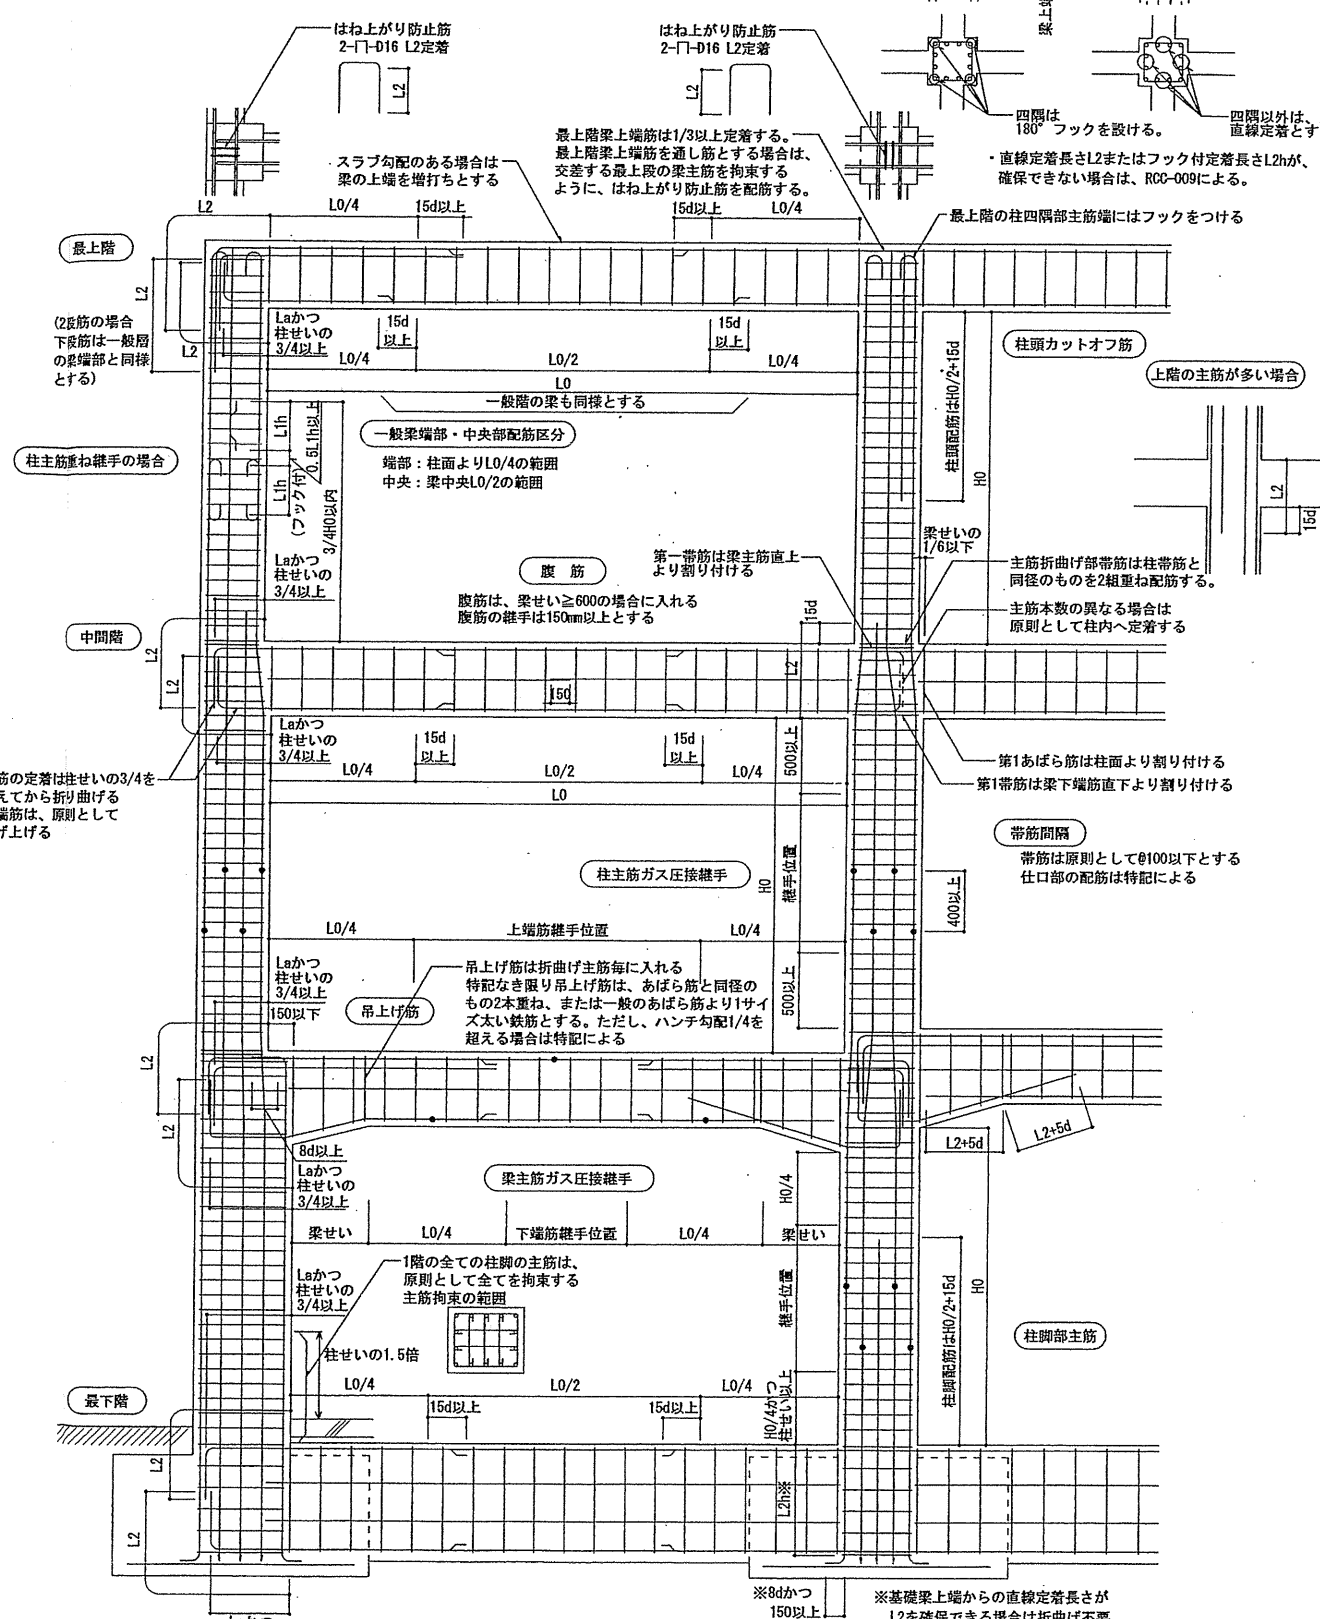 はね上がり防止筋
2-冂-D16 L2定着
L2
はね上がり防止筋
2-冂-D16 L2定着
L2
梁上端
四隅は
180° フックを設ける。
四隅以外は、
直線定着とす
・直線定着長さL2またはフック付定着長さL2hが、
確保できない場合は、RCC-009による。
最上階梁上端筋は1/3以上定着する。
最上階梁上端筋を通し筋とする場合は、
交差する最上段の梁主筋を拘束する
ように、はね上がり防止筋を配筋する。
スラブ勾配のある場合は
梁の上端を増打ちとする
最上階の柱四隅部主筋端にはフックをつける
L2
L0/4
15d以上
15d以上
L0/4
最上階
L2
L2
(2段筋の場合
下段筋は一般層
の梁端部と同様
とする)
Laかつ
柱せいの
3/4以上
15d
以上
15d
以上
L0/4
L0/2
L0/4
L0
一般階の梁も同様とする
一般梁端部・中央部配筋区分
端部：柱面よりL0/4の範囲
中央：梁中央L0/2の範囲
柱頭配筋はH0/2+15d
H0
柱頭カットオフ筋
上階の主筋が多い場合
L2
15d
柱主筋重ね継手の場合
L1h
0.5L1h以上
L1h
(フック付)
3/4H0以内
Laかつ
柱せいの
3/4以上
腹　筋
腹筋は、梁せい≧600の場合に入れる
腹筋の継手は150mm以上とする
第一帯筋は梁主筋直上
より割り付ける
梁せいの
1/6以下
主筋折曲げ部帯筋は柱帯筋と
同径のものを2組重ね配筋する。
主筋本数の異なる場合は
原則として柱内へ定着する
15d
L2
中間階
L2
L2
150
Laかつ
柱せいの
3/4以上
15d
以上
15d
以上
L0/4
L0/2
L0/4
L0
500以上
筋の定着は柱せいの3/4を
えてから折り曲げる
端筋は、原則として
げ上げる
第1あばら筋は柱面より割り付ける
第1帯筋は梁下端筋直下より割り付ける
帯筋間隔
帯筋は原則として@100以下とする
仕口部の配筋は特記による
柱主筋ガス圧接継手
H0
継手位置
400以上
L0/4
上端筋継手位置
L0/4
500以上
Laかつ
柱せいの
3/4以上
150以下
吊上げ筋
吊上げ筋は折曲げ主筋毎に入れる
特記なき限り吊上げ筋は、あばら筋と同径の
もの2本重ね、または一般のあばら筋より1サイ
ズ太い鉄筋とする。ただし、ハンチ勾配1/4を
超える場合は特記による
L2
L2
8d以上
Laかつ
柱せいの
3/4以上
L2+5d
L2+5d
梁主筋ガス圧接継手
H0/4
梁せい
L0/4
下端筋継手位置
L0/4
梁せい
Laかつ
柱せいの
3/4以上
1階の全ての柱脚の主筋は、
原則として全てを拘束する
主筋拘束の範囲
柱せいの1.5倍
継手位置
柱脚配筋はH0/2+15d
H0
柱脚部主筋
最下階
L0/4
L0/2
L0/4
15d以上
15d以上
H0/4かつ
柱せい以上
L2
L2
L2h※
※8dかつ
150以上
※基礎梁上端からの直線定着長さが
L2を確保できる場合は折曲げ不要